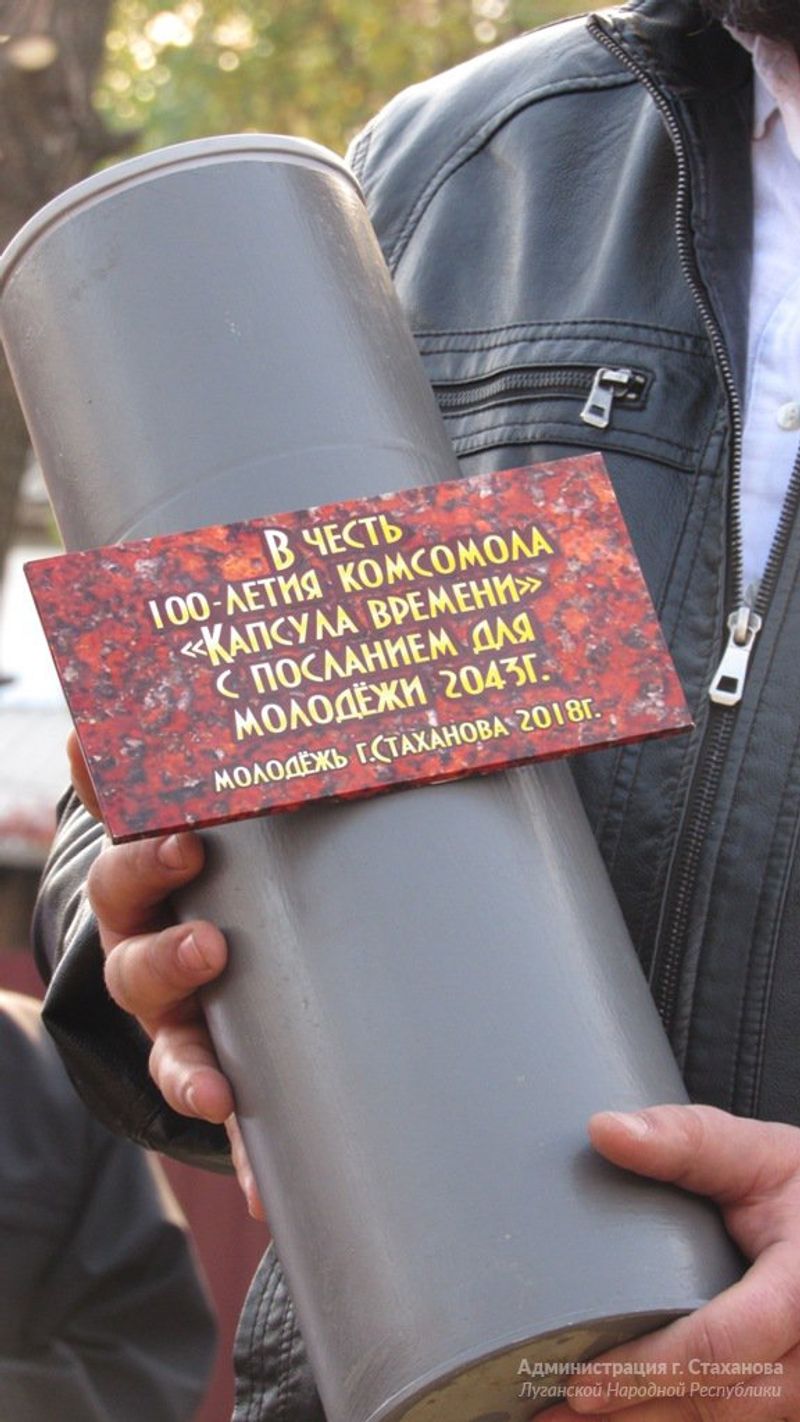 В честь
100-летия комсомола
«Капсула времени»
с посланием для
молодёжи 2043г.
молодёжь г.Стаханова 2018г.
Администрация г. Стаханова
Луганской Народной Республики